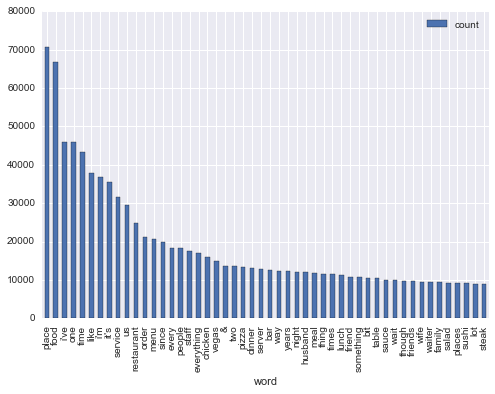 80000
70000
60000
50000
40000
30000
20000
10000
0
count
place
food
i've
one
time
like
i'm
it's
service
us
restaurant
order
menu
since
every
people
staff
everything
chicken
vegas
&
two
pizza
dinner
server
bar
way
years
night
husband
meal
thing
times
lunch
friend
something
bit
table
sauce
wait
though
friends
wife
waiter
family
salad
places
sushi
lot
steak
word